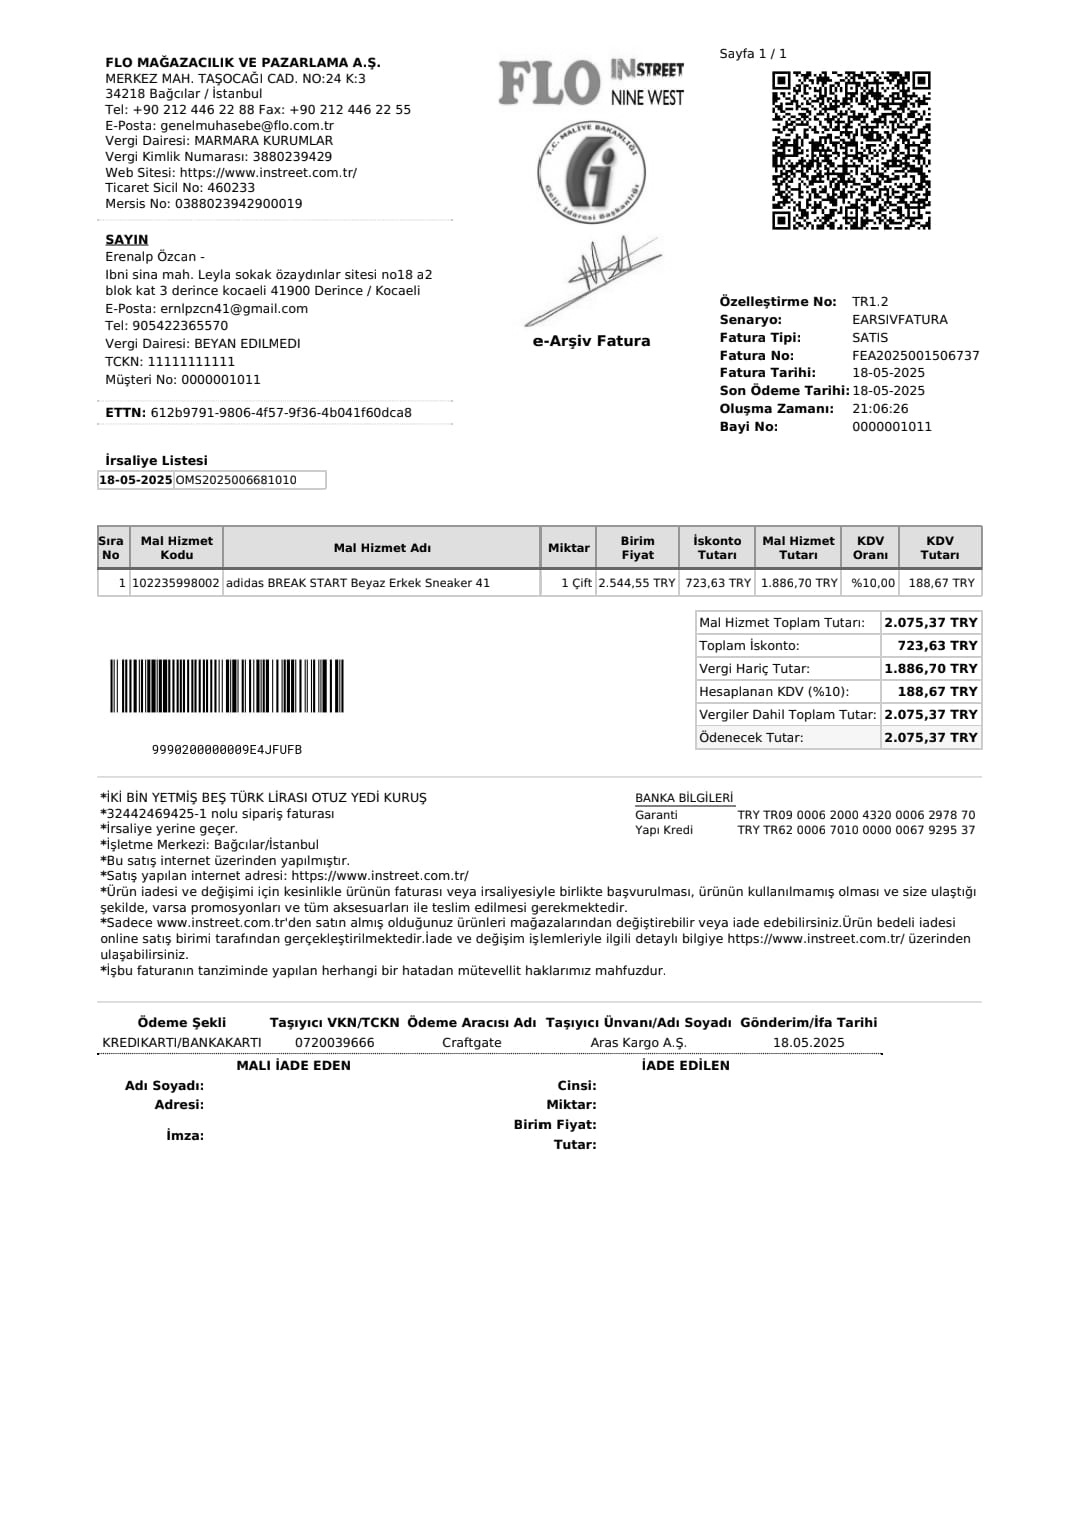 Sayfa 1 / 1
FLO MAĞAZACILIK VE PAZARLAMA A.Ş.
MERKEZ MAH. TAŞOCAĞI CAD. NO:24 K:3
34218 Bağcılar / İstanbul
Tel: +90 212 446 22 88 Fax: +90 212 446 22 55
E-Posta: genelmuhasebe@flo.com.tr
Vergi Dairesi: MARMARA KURUMLAR
Vergi Kimlik Numarası: 3880239429
Web Sitesi: https://www.instreet.com.tr/
Ticaret Sicil No: 460233
Mersis No: 0388023942900019
FLO INSTREET
NINE WEST
T.C. MALİYE BAKANLIĞI
Gelir İdaresi Başkanlığı
e-Arşiv Fatura
SAYIN
Erenalp Özcan -
Ibni sina mah. Leyla sokak özaydınlar sitesi no18 a2
blok kat 3 derince kocaeli 41900 Derince / Kocaeli
E-Posta: ernlpzcn41@gmail.com
Tel: 905422365570
Vergi Dairesi: BEYAN EDILMEDI
TCKN: 11111111111
Müşteri No: 0000001011
ETTN: 612b9791-9806-4f57-9f36-4b041f60dca8
Özelleştirme No: TR1.2
Senaryo: EARSIVFATURA
Fatura Tipi: SATIS
Fatura No: FEA2025001506737
Fatura Tarihi: 18-05-2025
Son Ödeme Tarihi: 18-05-2025
Oluşma Zamanı: 21:06:26
Bayi No: 0000001011
İrsaliye Listesi
18-05-2025 OMS2025006681010
Sıra No Mal Hizmet Kodu Mal Hizmet Adı Miktar Birim Fiyat İskonto Tutarı Mal Hizmet Tutarı KDV Oranı KDV Tutarı
1 102235998002 adidas BREAK START Beyaz Erkek Sneaker 41 1 Çift 2.544,55 TRY 723,63 TRY 1.886,70 TRY %10,00 188,67 TRY
Mal Hizmet Toplam Tutarı: 2.075,37 TRY
Toplam İskonto: 723,63 TRY
Vergi Hariç Tutar: 1.886,70 TRY
Hesaplanan KDV (%10): 188,67 TRY
Vergiler Dahil Toplam Tutar: 2.075,37 TRY
Ödenecek Tutar: 2.075,37 TRY
9990200000009E4JFUFB
*İKİ BİN YETMİŞ BEŞ TÜRK LİRASI OTUZ YEDİ KURUŞ
*32442469425-1 nolu sipariş faturası
*İrsaliye yerine geçer.
*İşletme Merkezi: Bağcılar/İstanbul
*Bu satış internet üzerinden yapılmıştır.
*Satış yapılan internet adresi: https://www.instreet.com.tr/
BANKA BİLGİLERİ
Garanti TRY TR09 0006 2000 4320 0006 2978 70
Yapı Kredi TRY TR62 0006 7010 0000 0067 9295 37
*Ürün iadesi ve değişimi için kesinlikle ürünün faturası veya irsaliyesiyle birlikte başvurulması, ürünün kullanılmamış olması ve size ulaştığı
şekilde, varsa promosyonları ve tüm aksesuarları ile teslim edilmesi gerekmektedir.
*Sadece www.instreet.com.tr'den satın almış olduğunuz ürünleri mağazalarından değiştirebilir veya iade edebilirsiniz.Ürün bedeli iadesi
online satış birimi tarafından gerçekleştirilmektedir.İade ve değişim işlemleriyle ilgili detaylı bilgiye https://www.instreet.com.tr/ üzerinden
ulaşabilirsiniz.
*İşbu faturanın tanziminde yapılan herhangi bir hatadan mütevellit haklarımız mahfuzdur.
Ödeme Şekli Taşıyıcı VKN/TCKN Ödeme Aracısı Adı Taşıyıcı Ünvanı/Adı Soyadı Gönderim/İfa Tarihi
KREDIKARTI/BANKAKARTI 0720039666 Craftgate Aras Kargo A.Ş. 18.05.2025
MALI İADE EDEN İADE EDİLEN
Adı Soyadı: Cinsi:
Adresi: Miktar:
Birim Fiyat:
İmza:
Tutar: